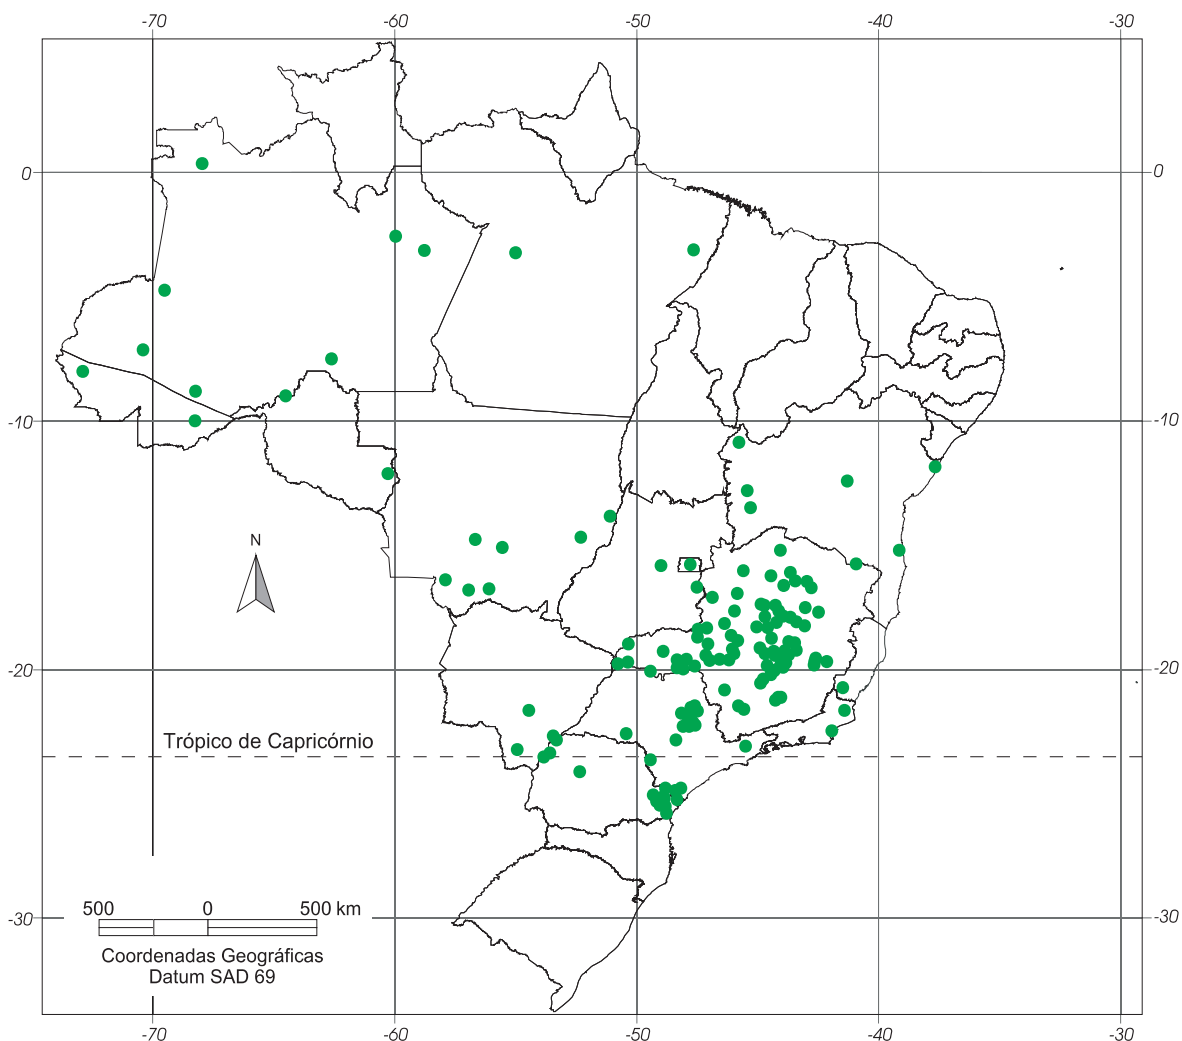 -70 -60 -50 -40 -30
0 0
-10 -10
N
-20 -20
Trópico de Capricórnio
500 0 500 km
-30 -30
Coordenadas Geográficas
Datum SAD 69
-70 -60 -50 -40 -30